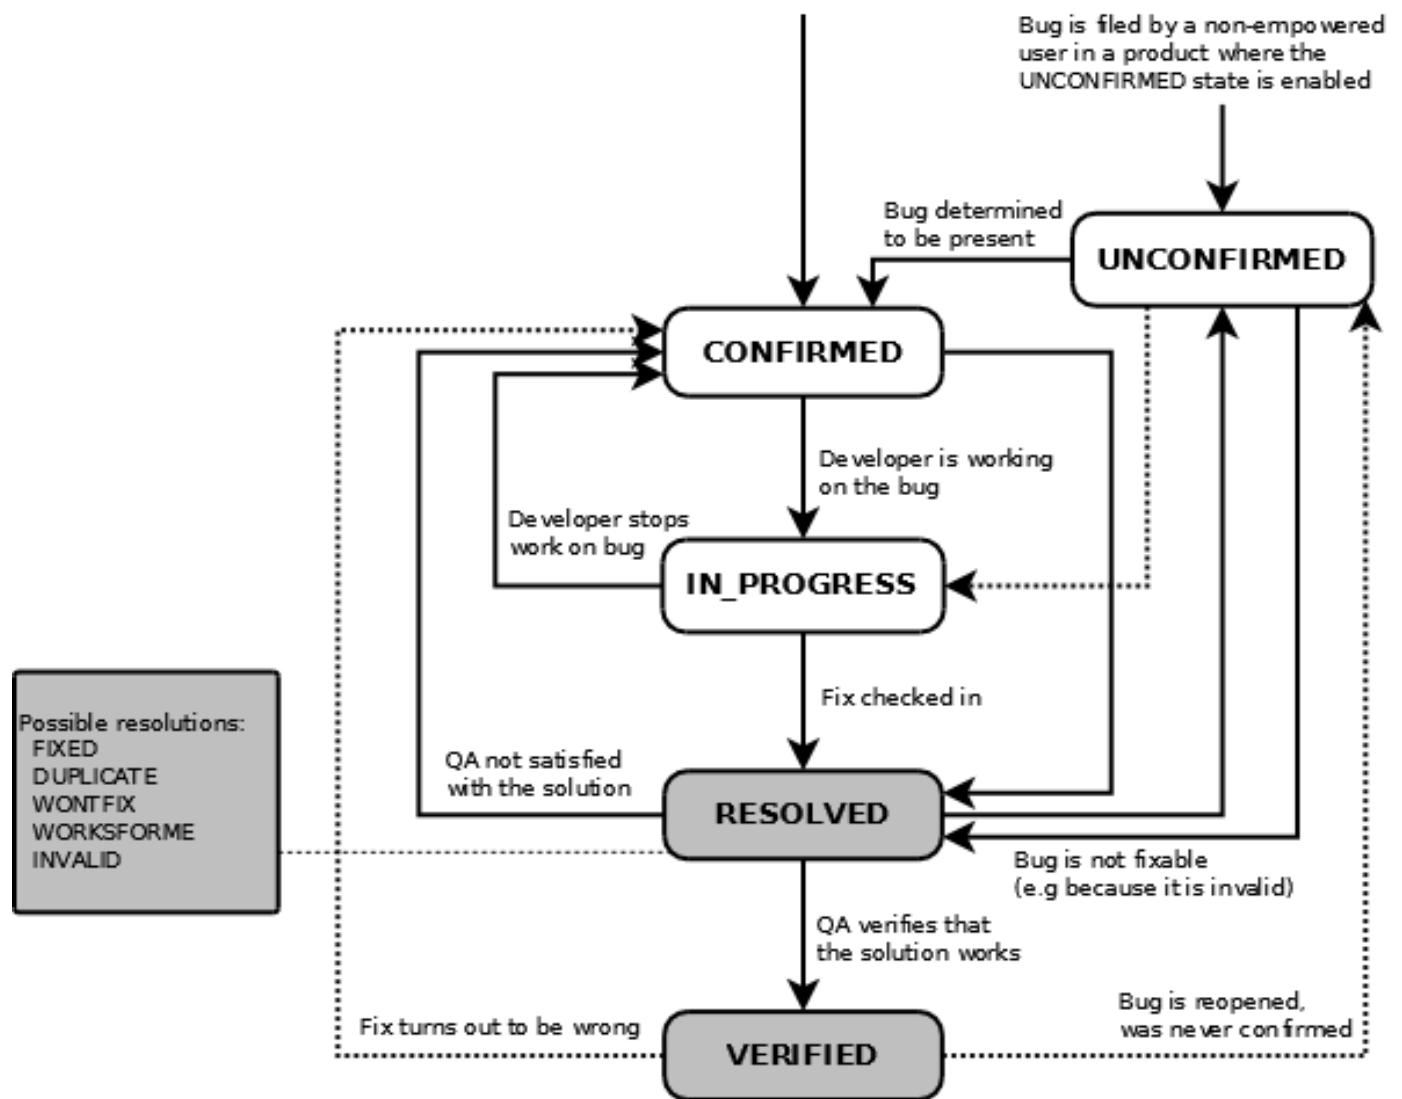 Bug is filed by a non-empowered
user in a product where the
UNCONFIRMED state is enabled
Bug determined
to be present
UNCONFIRMED
CONFIRMED
Developer is working
on the bug
Developer stops
work on bug
IN_PROGRESS
Fix checked in
Possible resolutions:
FIXED
DUPLICATE
WONTFIX
WORKSFORME
INVALID
QA not satisfied
with the solution
RESOLVED
Bug is not fixable
(e.g because it is invalid)
QA verifies that
the solution works
Bug is reopened,
was never confirmed
Fix turns out to be wrong
VERIFIED